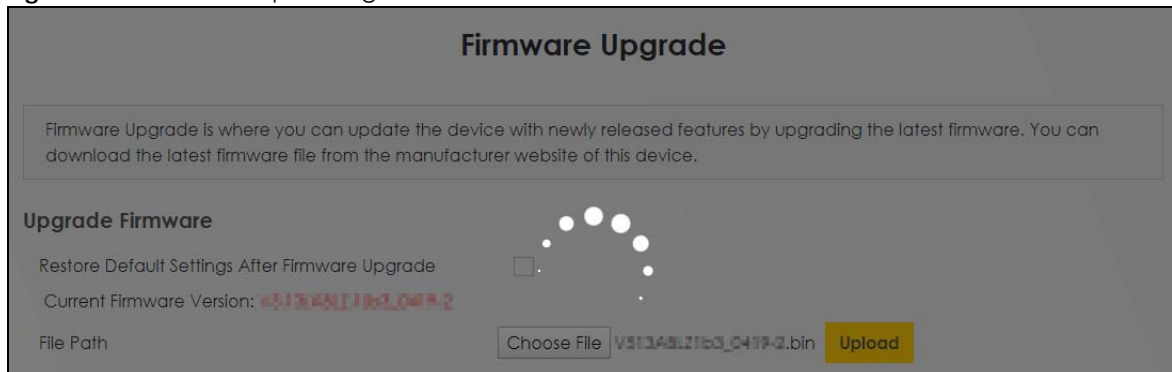 Firmware Upgrade
Firmware Upgrade is where you can update the device with newly released features by upgrading the latest firmware. You can
download the latest firmware file from the manufacturer website of this device.
Upgrade Firmware
Restore Default Settings After Firmware Upgrade
Current Firmware Version:
File Path
Choose File .bin Upload